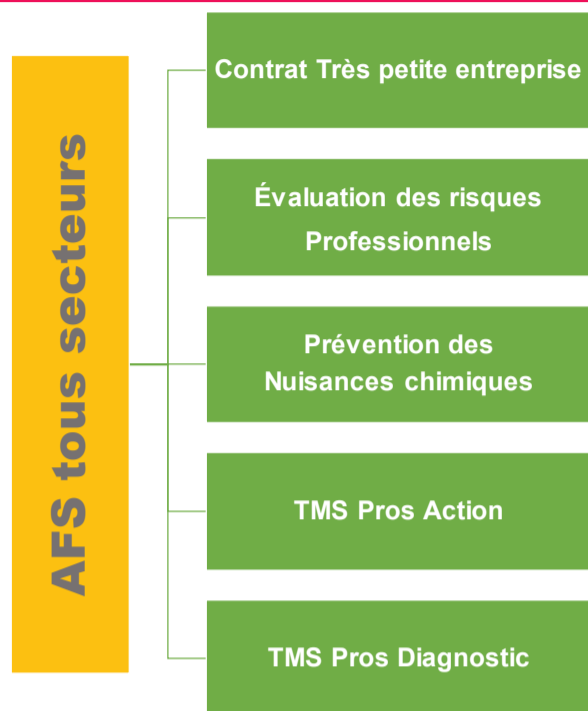 AFS tous secteurs
Contrat Très petite entreprise
Évaluation des risques
Professionnels
Prévention des
Nuisances chimiques
TMS Pros Action
TMS Pros Diagnostic